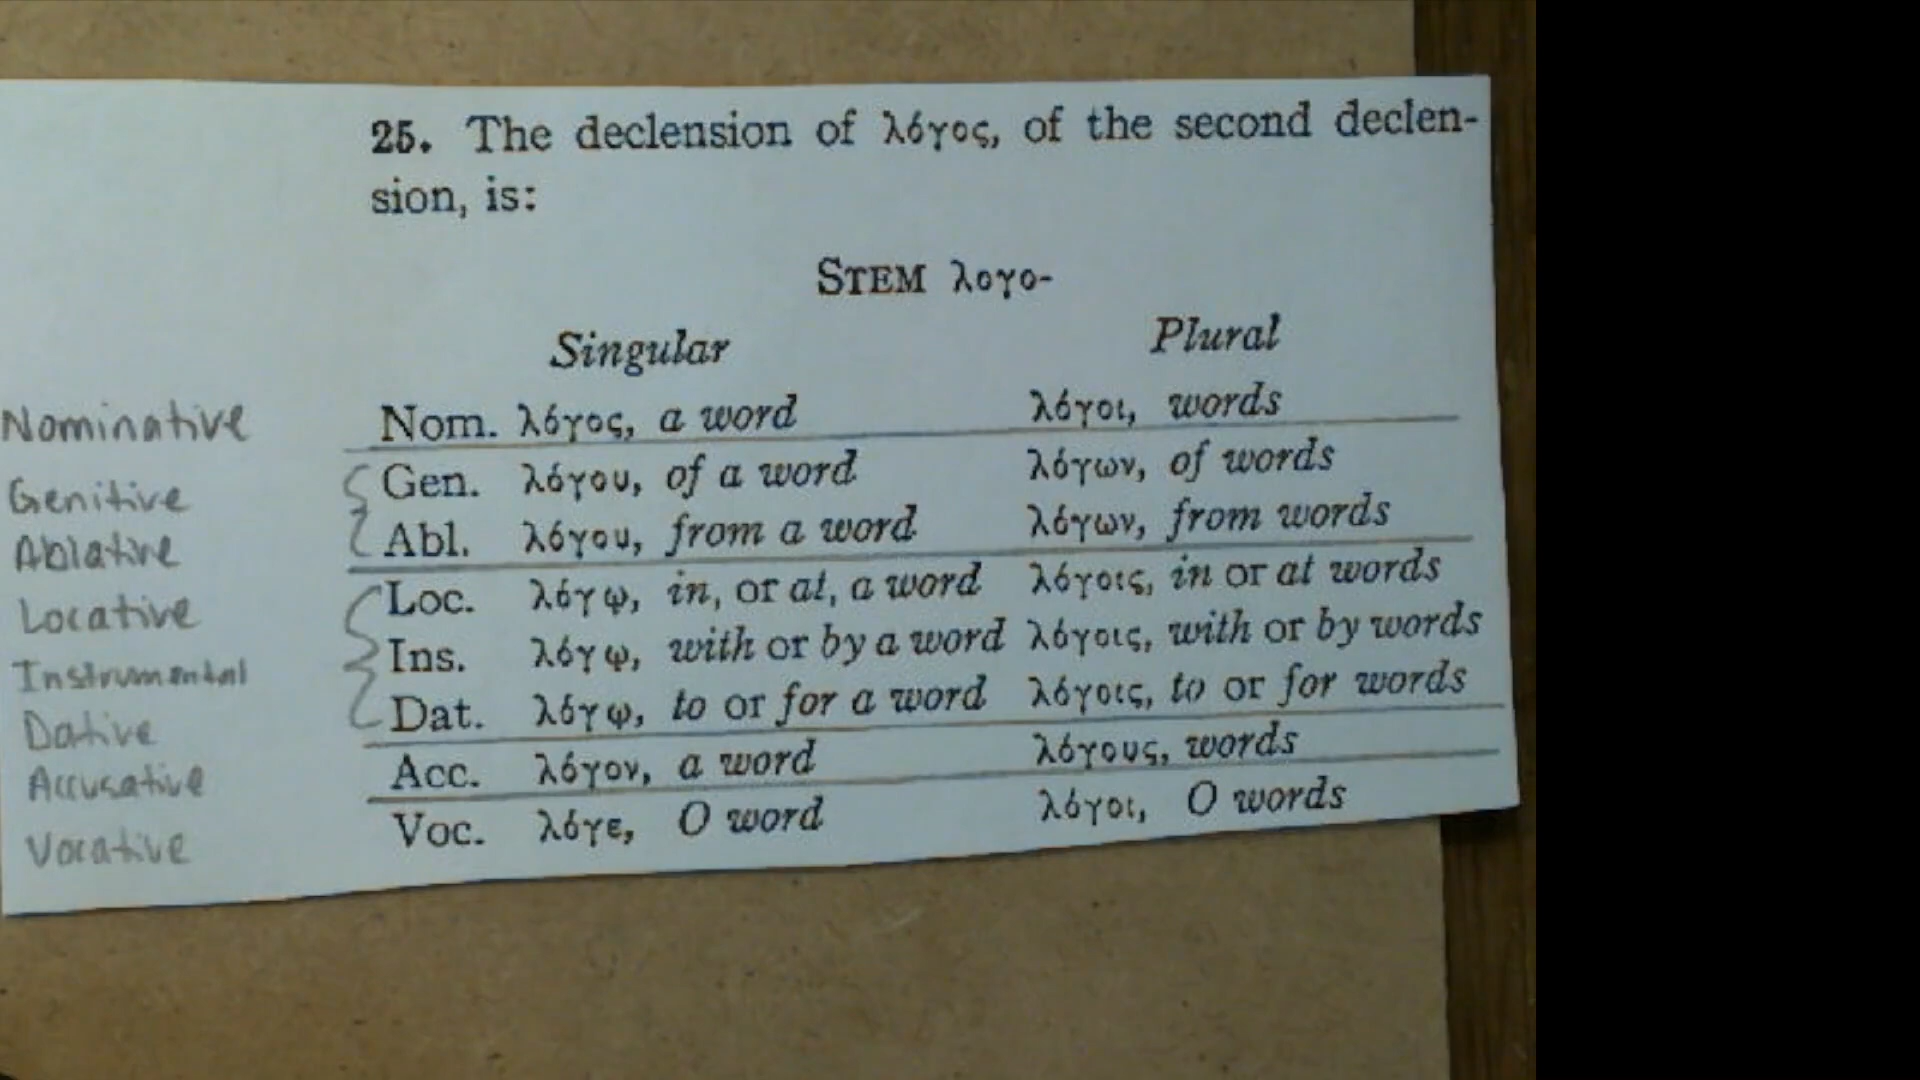 25. The declension of λόγος, of the second declen-
sion, is:
STEM λογο-
Singular Plural
Nominative Nom. λόγος, a word λόγοι, words
Genitive Gen. λόγου, of a word λόγων, of words
Ablative Abl. λόγου, from a word λόγων, from words
Locative Loc. λόγῳ, in, or at, a word λόγοις, in or at words
Instrumental Ins. λόγῳ, with or by a word λόγοις, with or by words
Dative Dat. λόγῳ, to or for a word λόγοις, to or for words
Accusative Acc. λόγον, a word λόγους, words
Vocative Voc. λόγε, O word λόγοι, O words